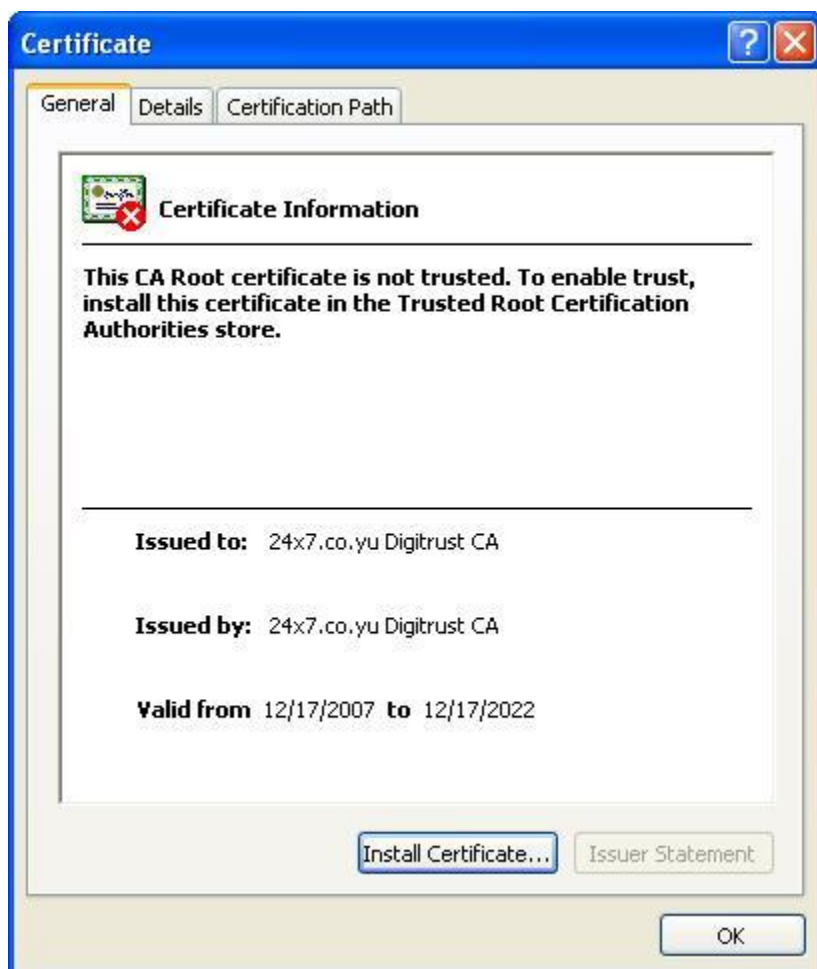 Certificate
General Details Certification Path
Certificate Information
This CA Root certificate is not trusted. To enable trust,
install this certificate in the Trusted Root Certification
Authorities store.
Issued to: 24x7.co.yu Digitrust CA
Issued by: 24x7.co.yu Digitrust CA
Valid from 12/17/2007 to 12/17/2022
Install Certificate... Issuer Statement
OK